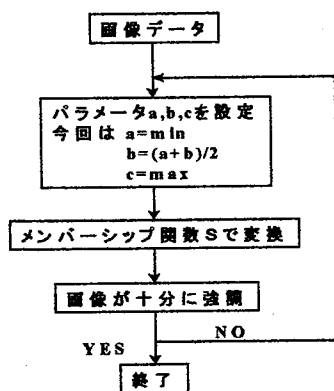 画像データ
パラメータa,b,cを設定
今回は a=min
b=(a+b)/2
c=max
メンバーシップ関数Sで変換
画像が十分に強調
NO
YES
終了